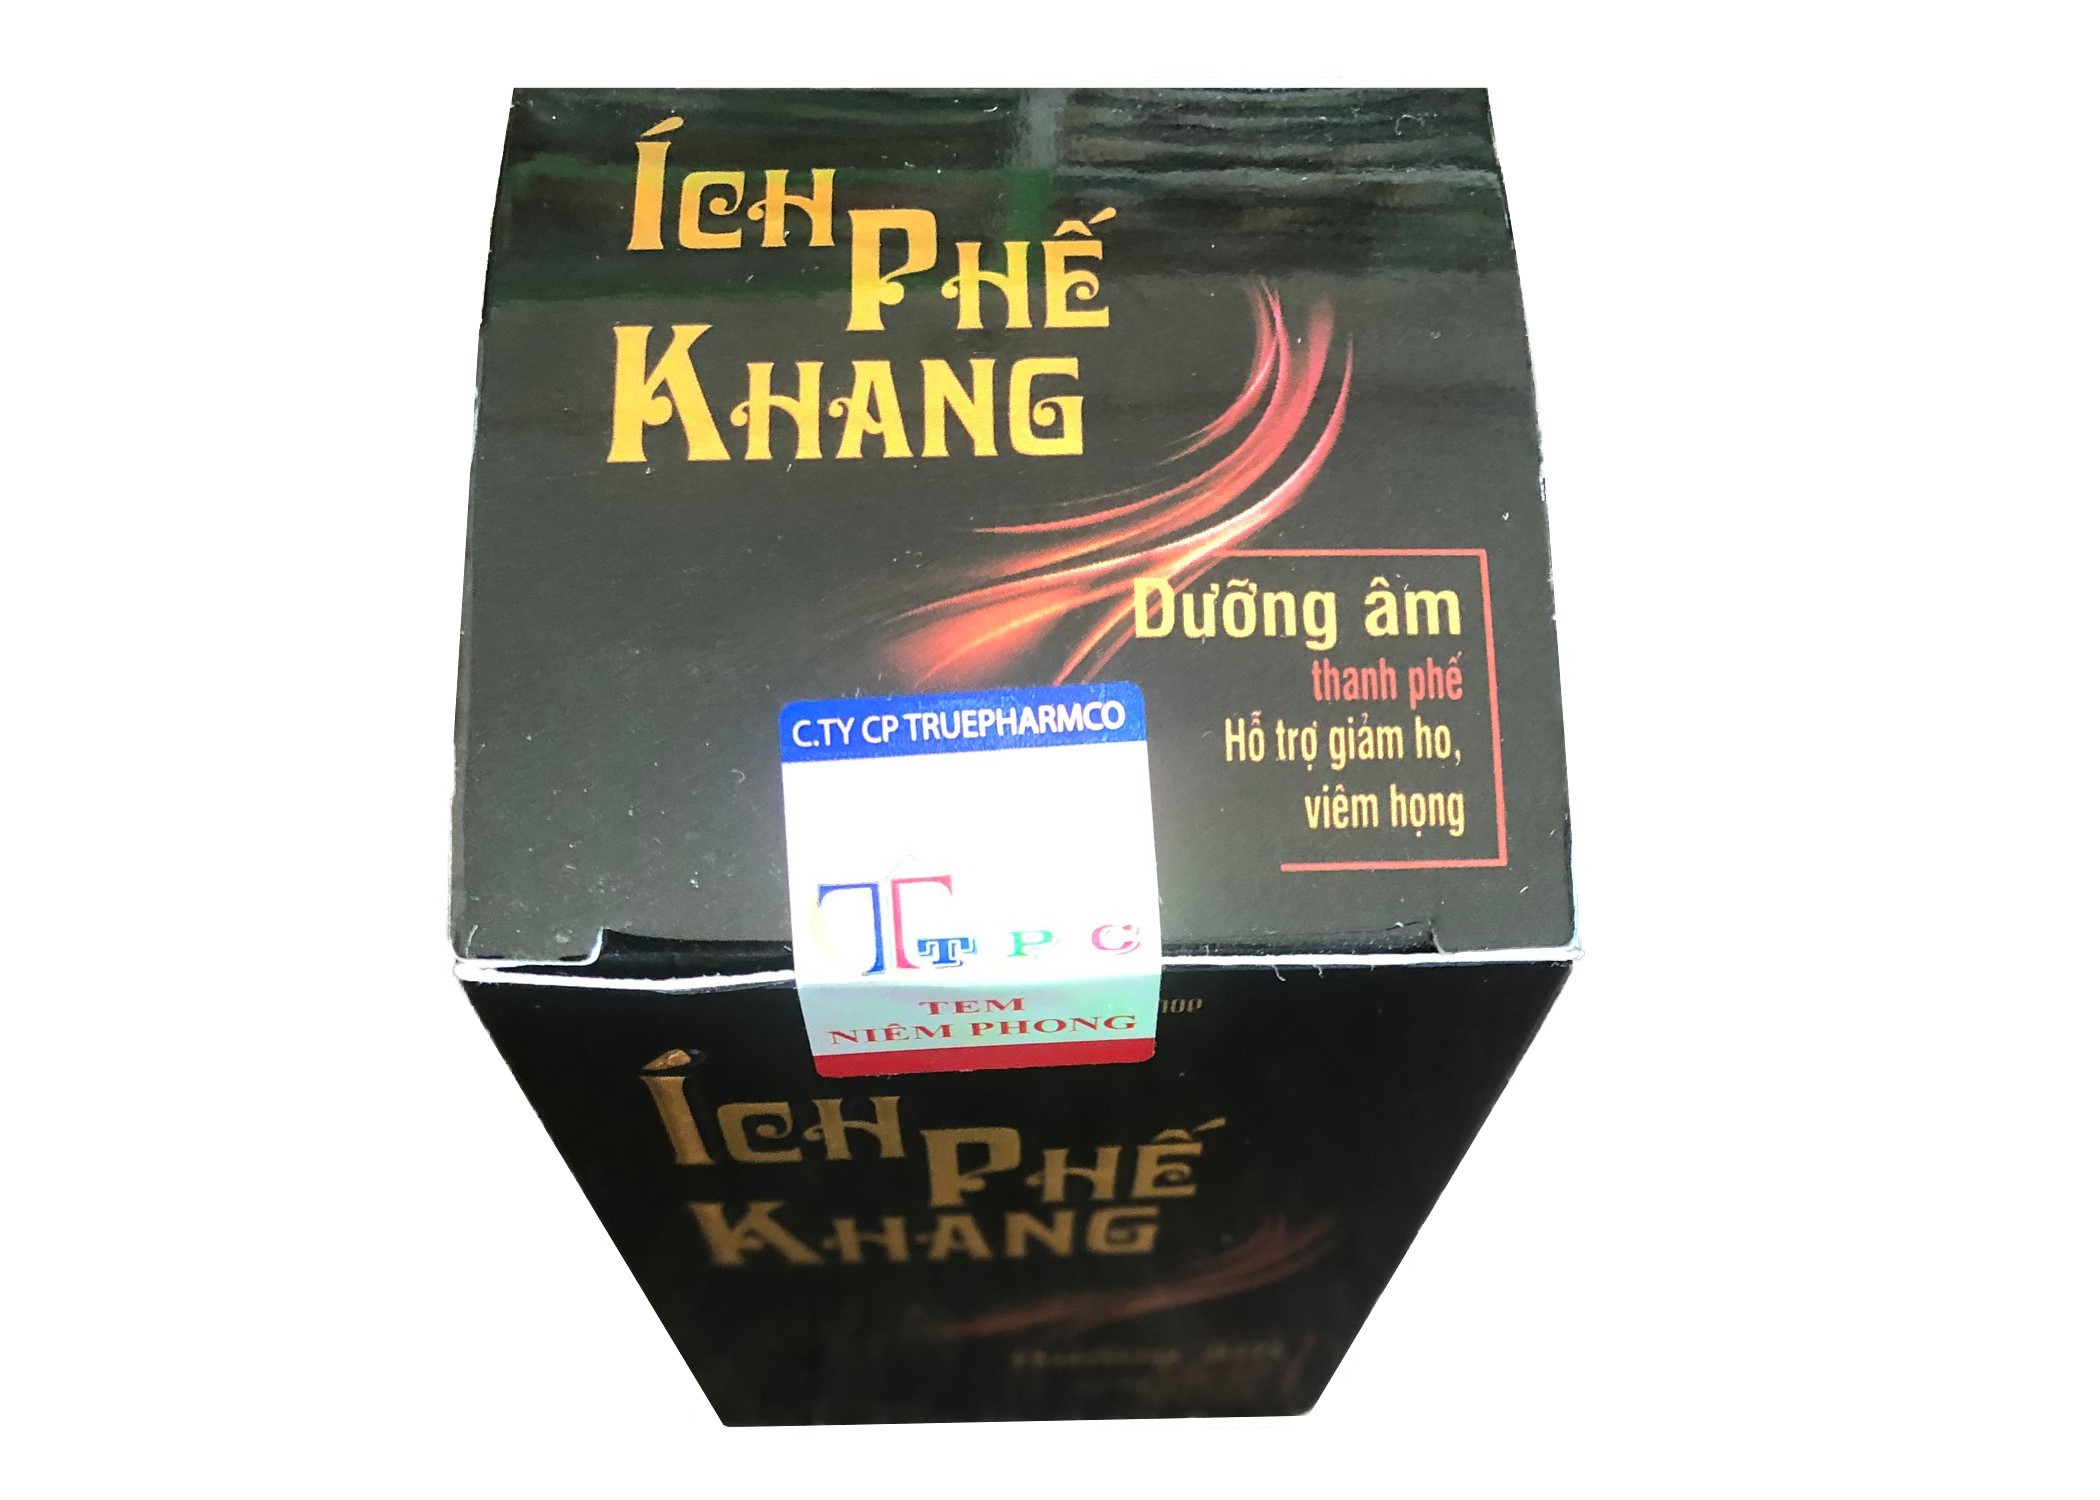 ÍCH
PHẾ
KHANG
Dưỡng âm
thanh phế
Hỗ trợ giảm ho,
viêm họng
C.TY CP TRUEPHARMCO
TPC
TEM
NIÊM PHONG
ÍCH
PHẾ
KHANG